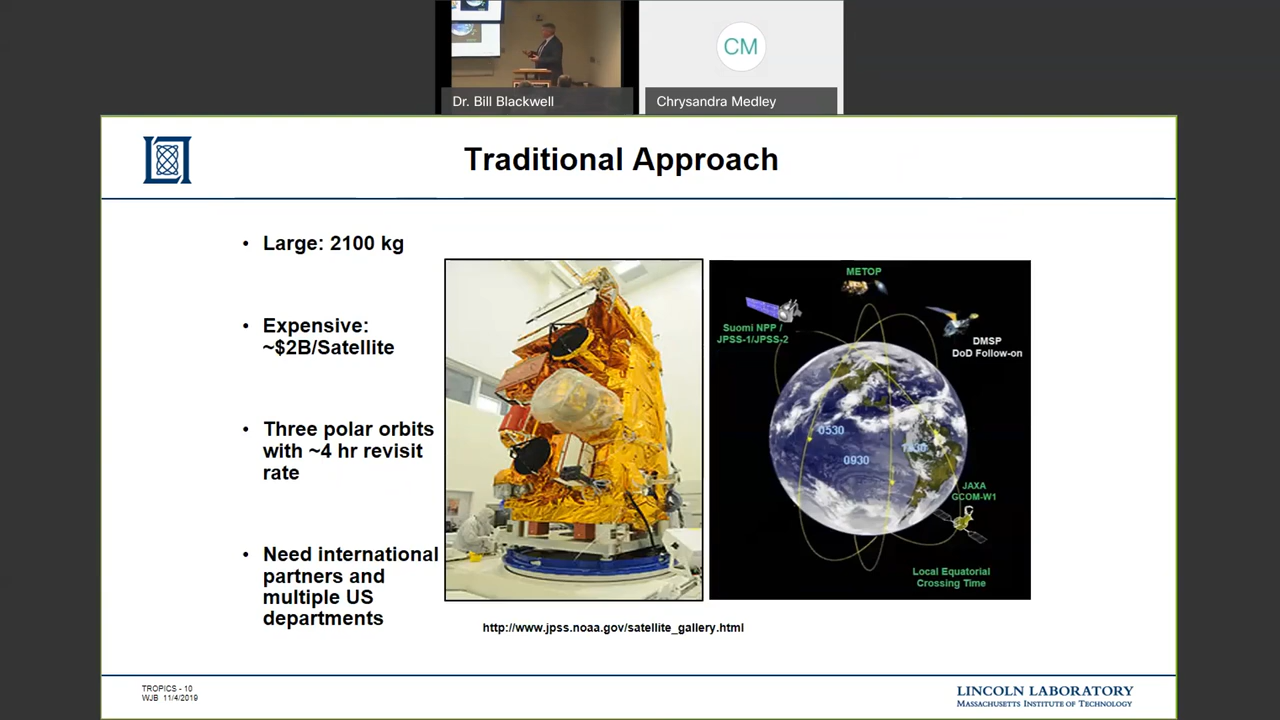 CM
Dr. Bill Blackwell
Chrysandra Medley
Traditional Approach
• Large: 2100 kg
• Expensive:
~$2B/Satellite
• Three polar orbits
with ~4 hr revisit
rate
• Need international
partners and
multiple US
departments
METOP
Suomi NPP /
JPSS-1/JPSS-2
DMSP
DoD Follow-on
0530
0930
JAXA
GCOM-W1
Local Equatorial
Crossing Time
http://www.jpss.noaa.gov/satellite_gallery.html
TROPICS - 10
WJB 11/4/2019
LINCOLN LABORATORY
MASSACHUSETTS INSTITUTE OF TECHNOLOGY